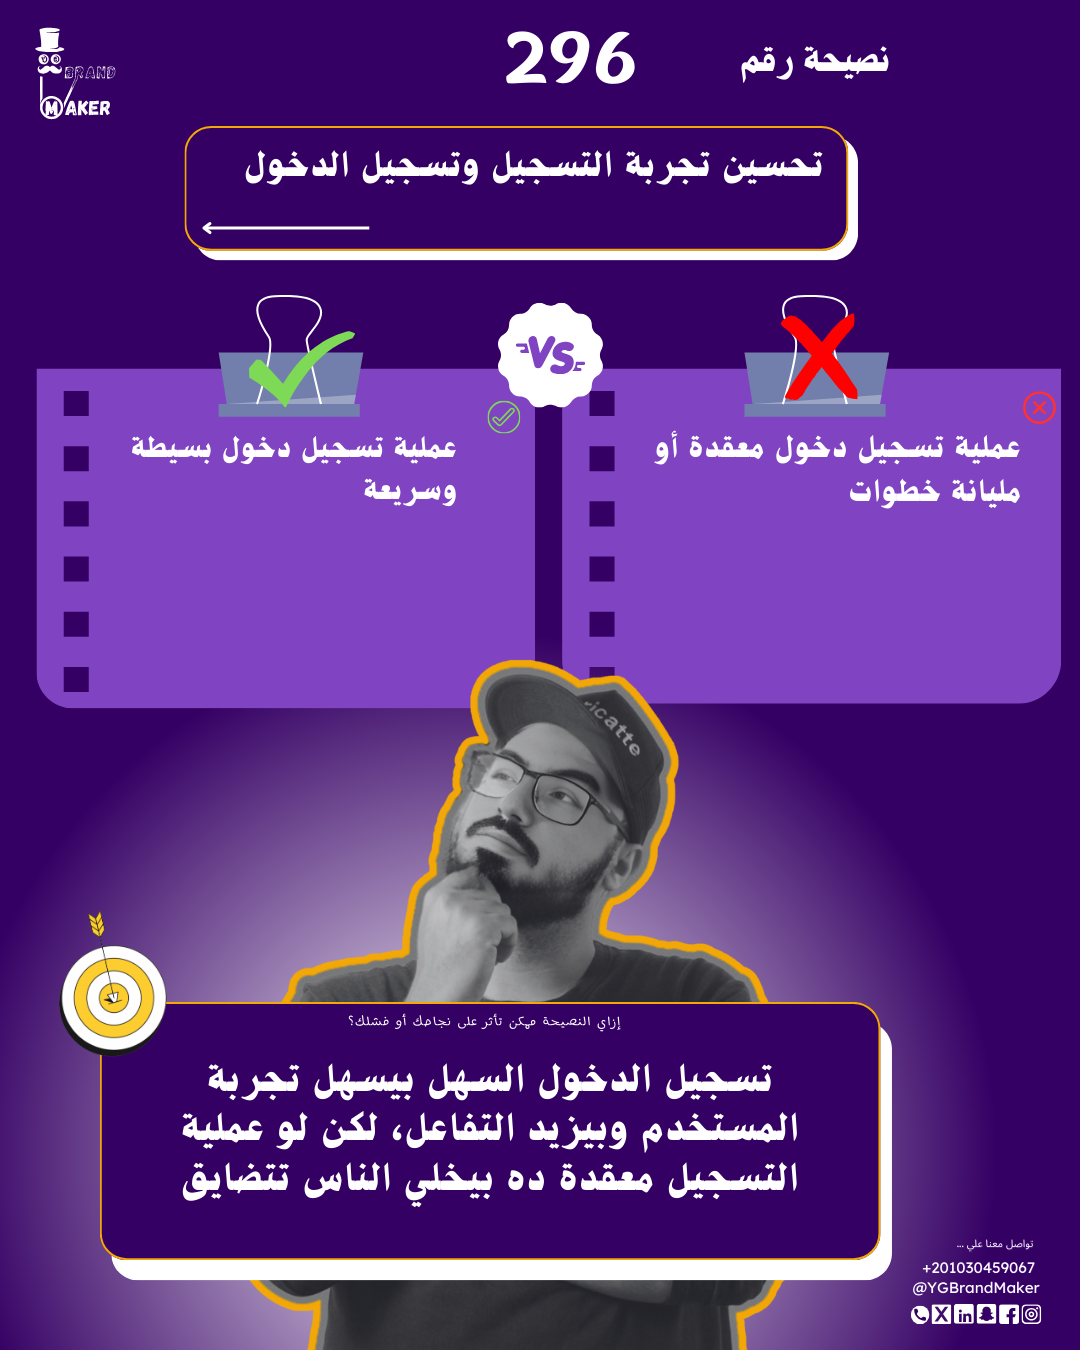 BRAND
MAKER
نصيحة رقم 296
تحسين تجربة التسجيل وتسجيل الدخول
VS
عملية تسجيل دخول معقدة أو
مليانة خطوات
عملية تسجيل دخول بسيطة
وسريعة
icatte
إزاي النصيحة ممكن تأثر على نجاحك أو فشلك؟
تسجيل الدخول السهل بيسهل تجربة
المستخدم وبيزيد التفاعل، لكن لو عملية
التسجيل معقدة ده بيخلي الناس تتضايق
تواصل معنا علي ...
+201030459067
@YGBrandMaker